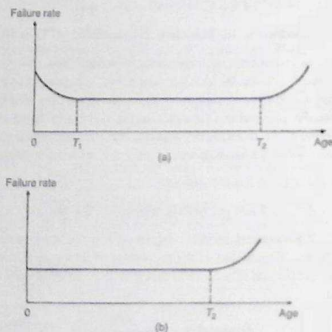 Failure rate
0 T₁ T₂ Age
(a)
Failure rate
0 T₂ Age
(b)